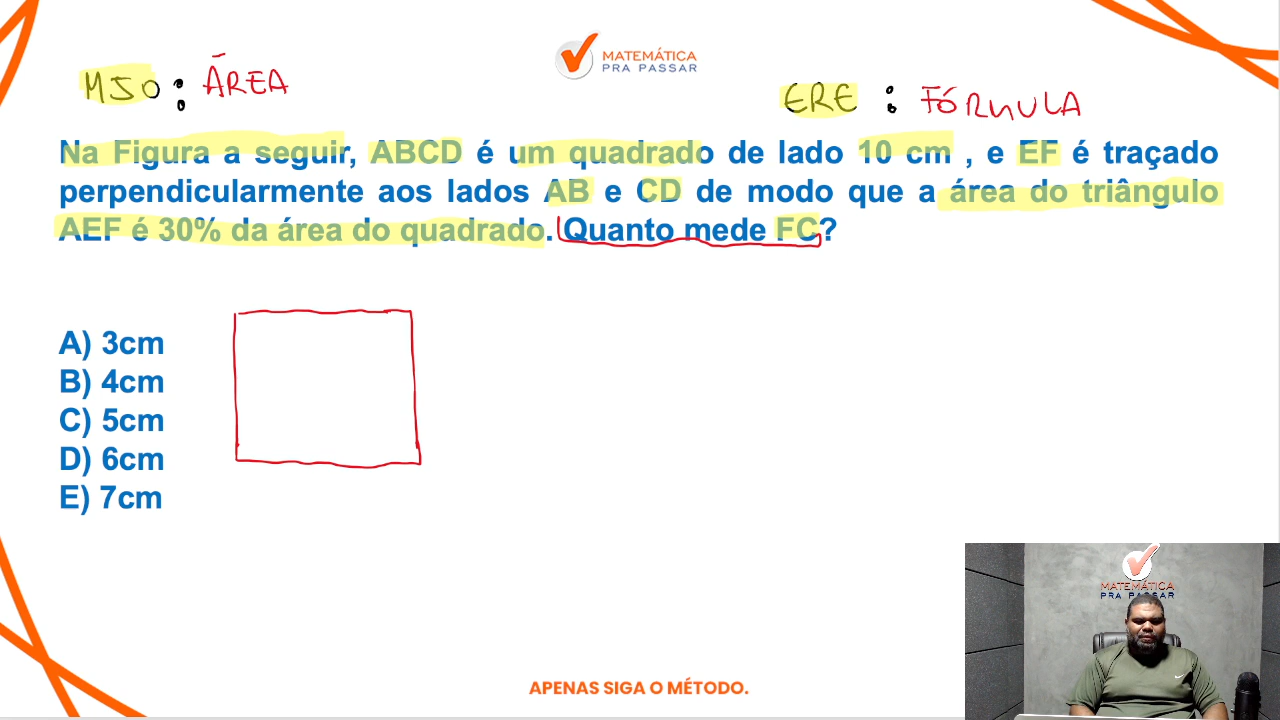 MATEMÁTICA
PRA PASSAR
MJO : ÁREA
ERE : FÓRMULA
Na Figura a seguir, ABCD é um quadrado de lado 10 cm , e EF é traçado
perpendicularmente aos lados AB e CD de modo que a área do triângulo
AEF é 30% da área do quadrado. Quanto mede FC?
A) 3cm
B) 4cm
C) 5cm
D) 6cm
E) 7cm
MATEMÁTICA
PRA PASSAR
APENAS SIGA O MÉTODO.